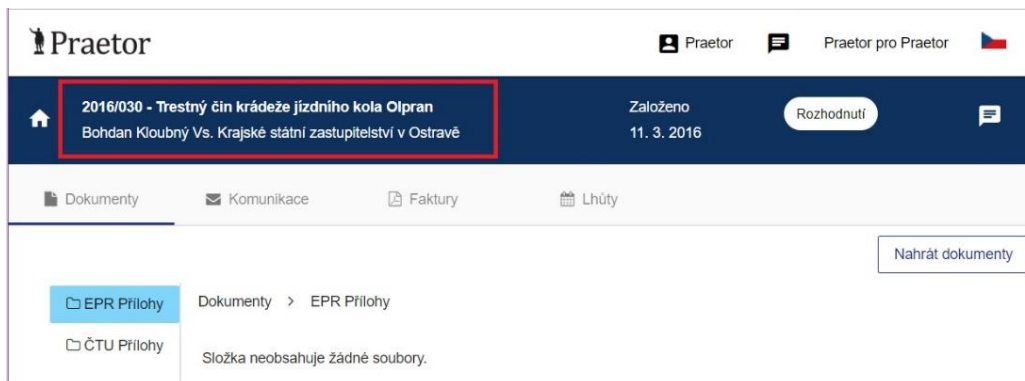 Praetor
Praetor
Praetor pro Praetor
2016/030 - Trestný čin krádeže jízdního kola Olpran
Bohdan Kloubný Vs. Krajské státní zastupitelství v Ostravě
Založeno
11. 3. 2016
Rozhodnutí
Dokumenty
Komunikace
Faktury
Lhůty
Nahrát dokumenty
EPR Přílohy
ČTU Přílohy
Dokumenty > EPR Přílohy
Složka neobsahuje žádné soubory.